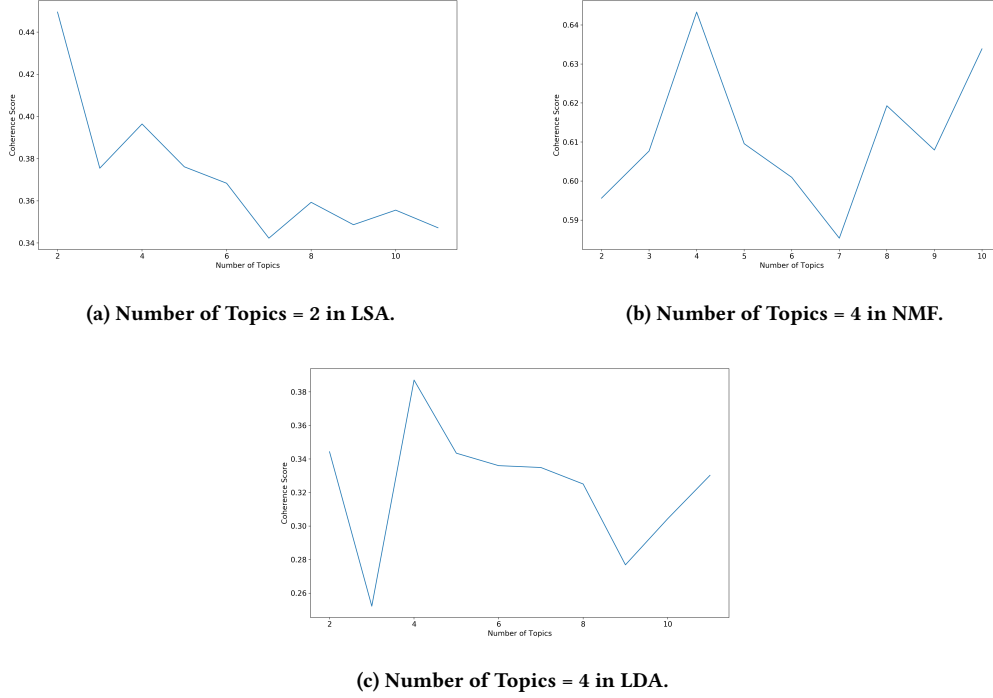 0.44
0.42
0.40
0.38
0.36
0.34
Coherence Score
2 4 6 8 10
Number of Topics
(a) Number of Topics = 2 in LSA.
0.64
0.63
0.62
0.61
0.60
0.59
Coherence Score
2 3 4 5 6 7 8 9 10
Number of Topics
(b) Number of Topics = 4 in NMF.
0.38
0.36
0.34
0.32
0.30
0.28
0.26
Coherence Score
2 4 6 8 10
Number of Topics
(c) Number of Topics = 4 in LDA.